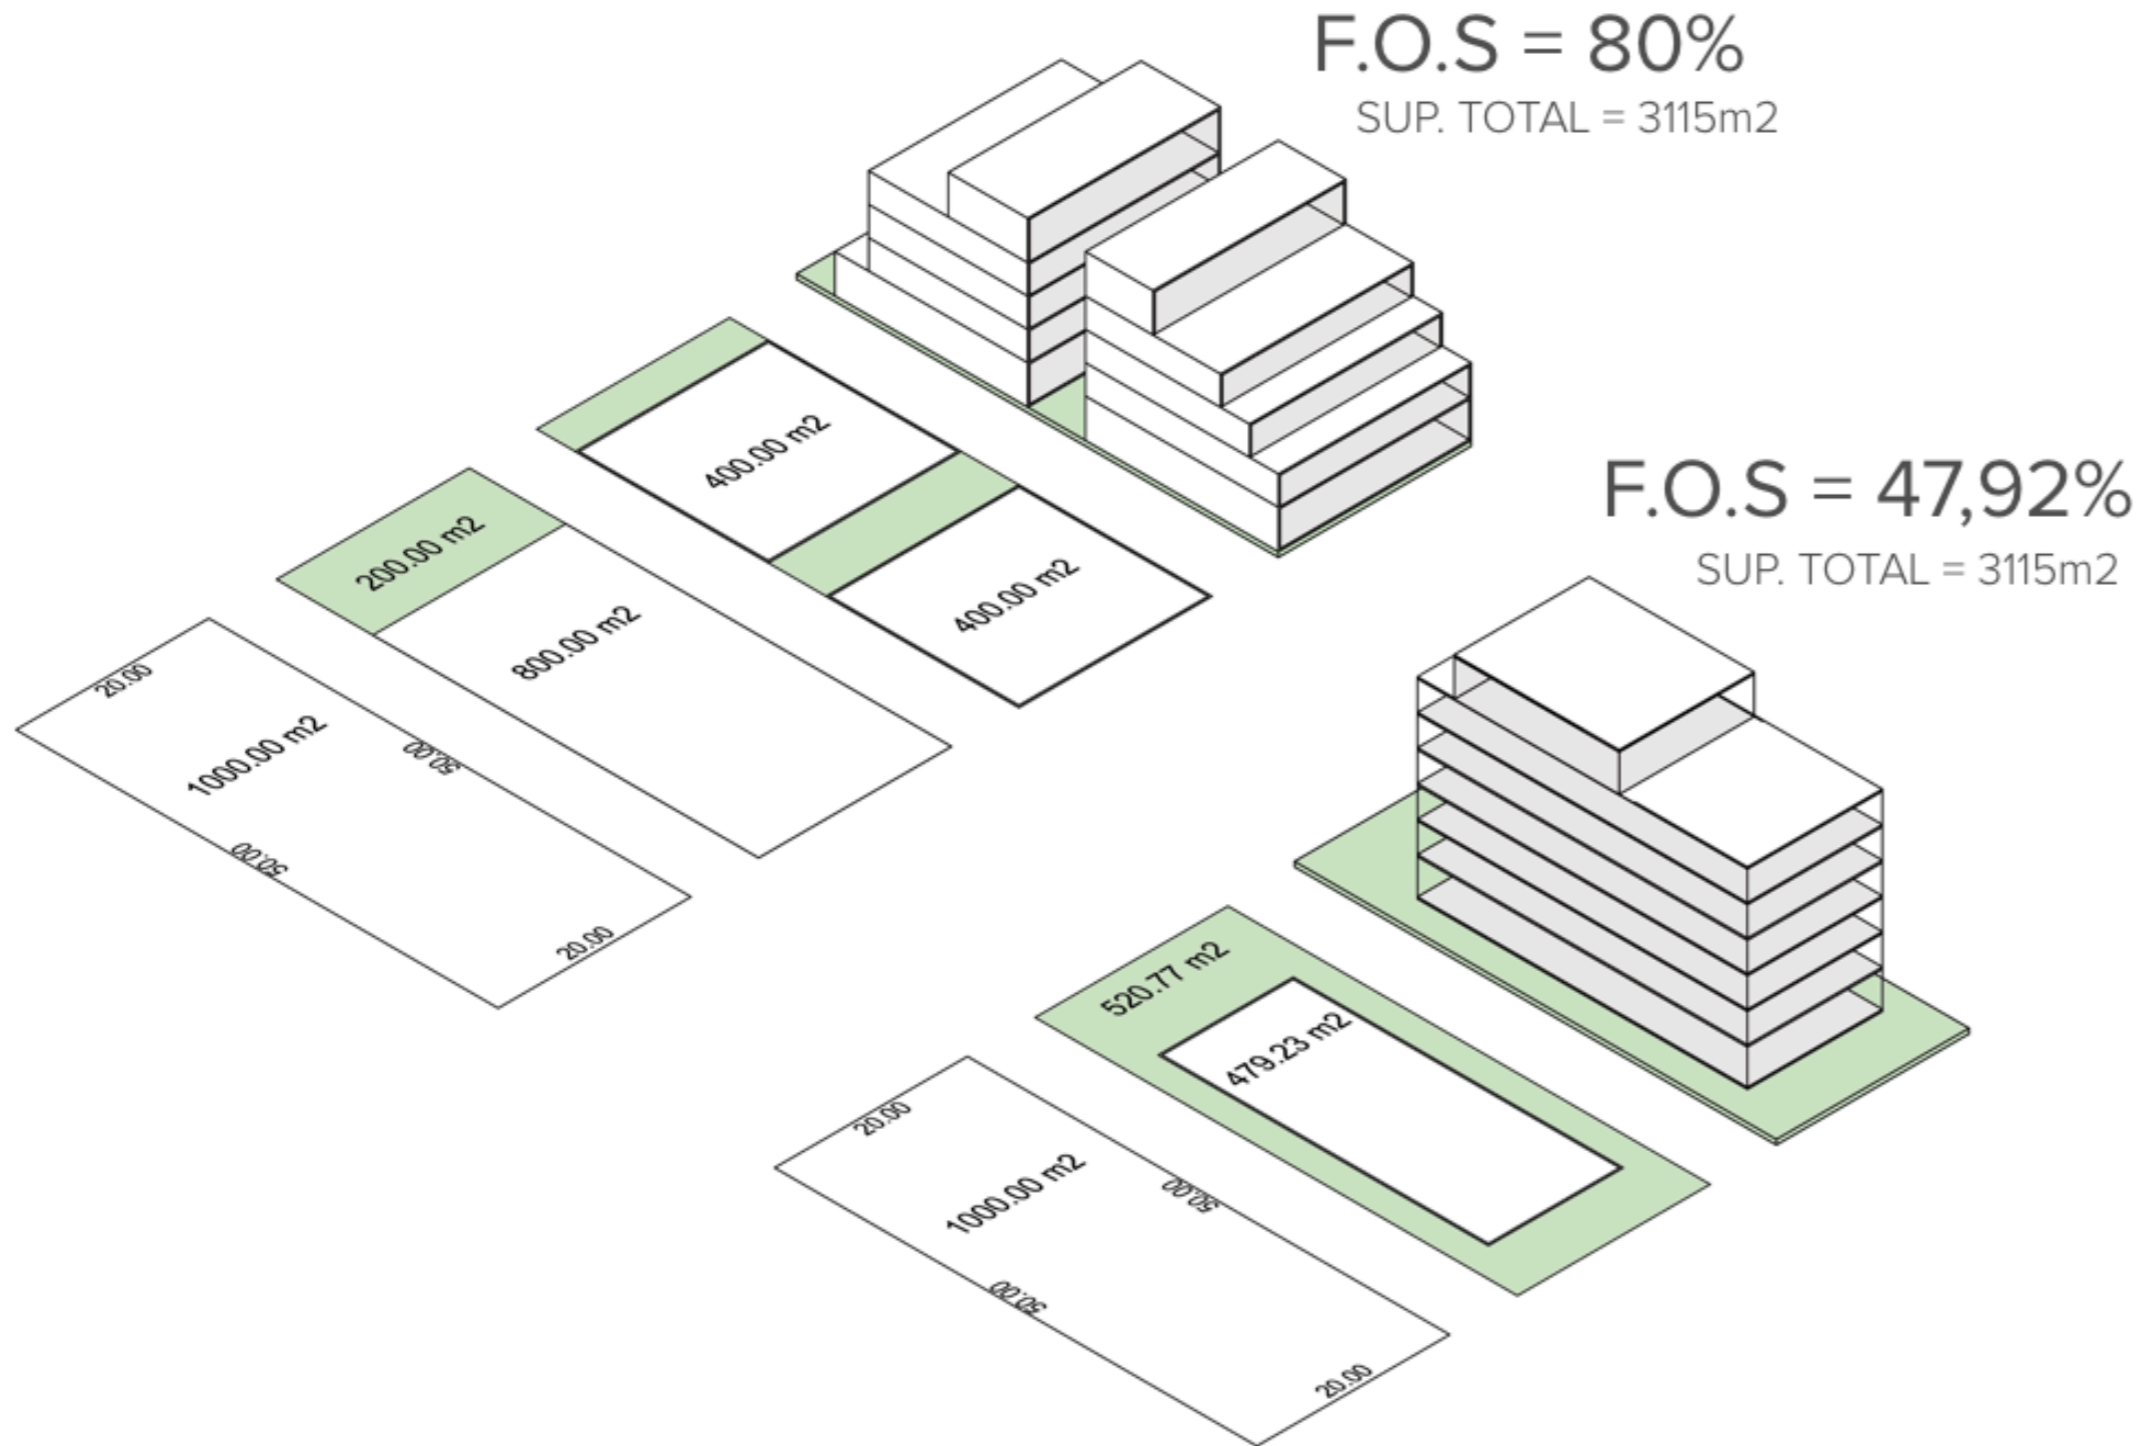 F.O.S = 80%
SUP. TOTAL = 3115m2
400.00 m2
400.00 m2
200.00 m2
800.00 m2
20.00
1000.00 m2
50.00
50.00
20.00
F.O.S = 47,92%
SUP. TOTAL = 3115m2
520.77 m2
479.23 m2
20.00
1000.00 m2
50.00
50.00
20.00